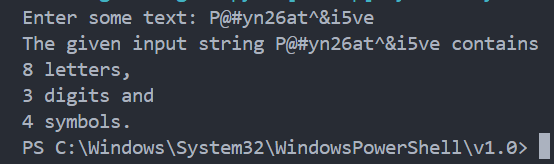 Enter some text: P@#yn26at^&i5ve
The given input string P@#yn26at^&i5ve contains
8 letters,
3 digits and
4 symbols.
PS C:\Windows\System32\WindowsPowerShell\v1.0>